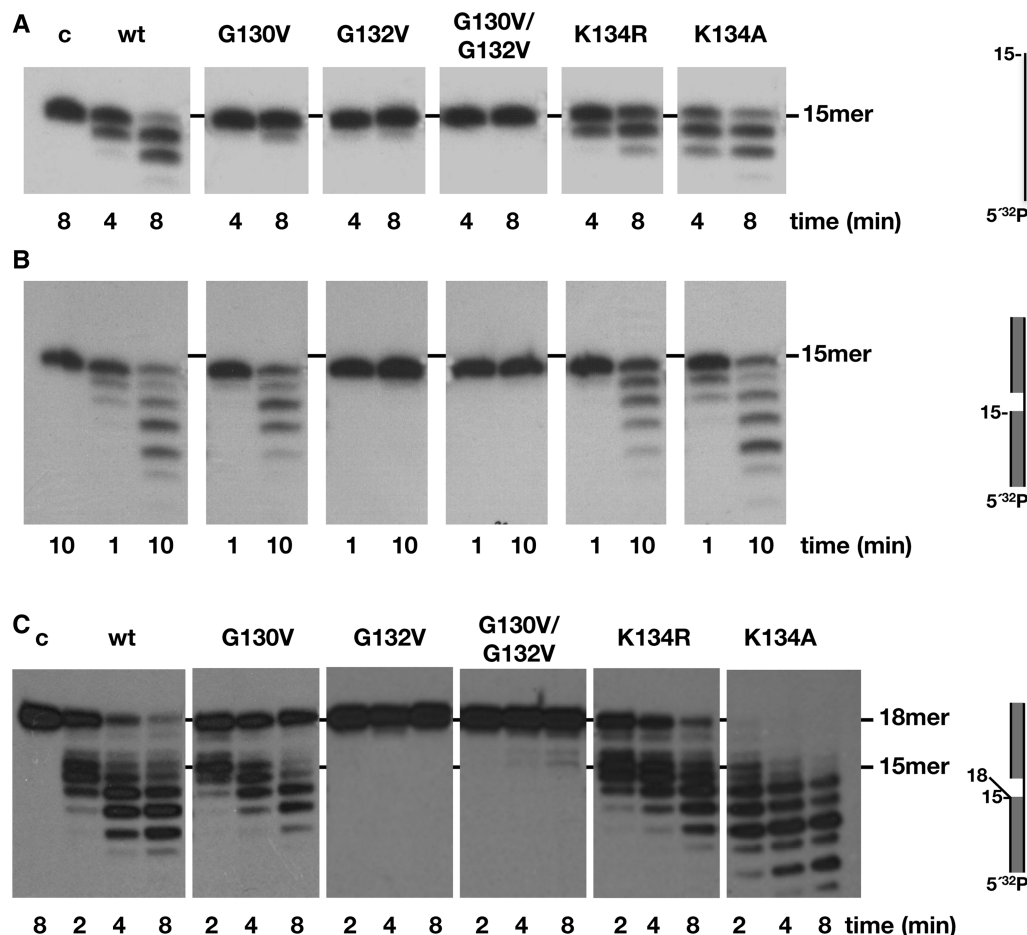 A
c wt G130V G132V G130V/ G132V K134R K134A
15-
15mer
5´32P
8 4 8 4 8 4 8 4 8 4 8 4 8 time (min)
B
15mer
15-
5´32P
10 1 10 1 10 1 10 1 10 1 10 1 10 time (min)
C
c wt G130V G132V G130V/ G132V K134R K134A
18mer
15mer
18
15-
5´32P
8 2 4 8 2 4 8 2 4 8 2 4 8 2 4 8 2 4 8 time (min)